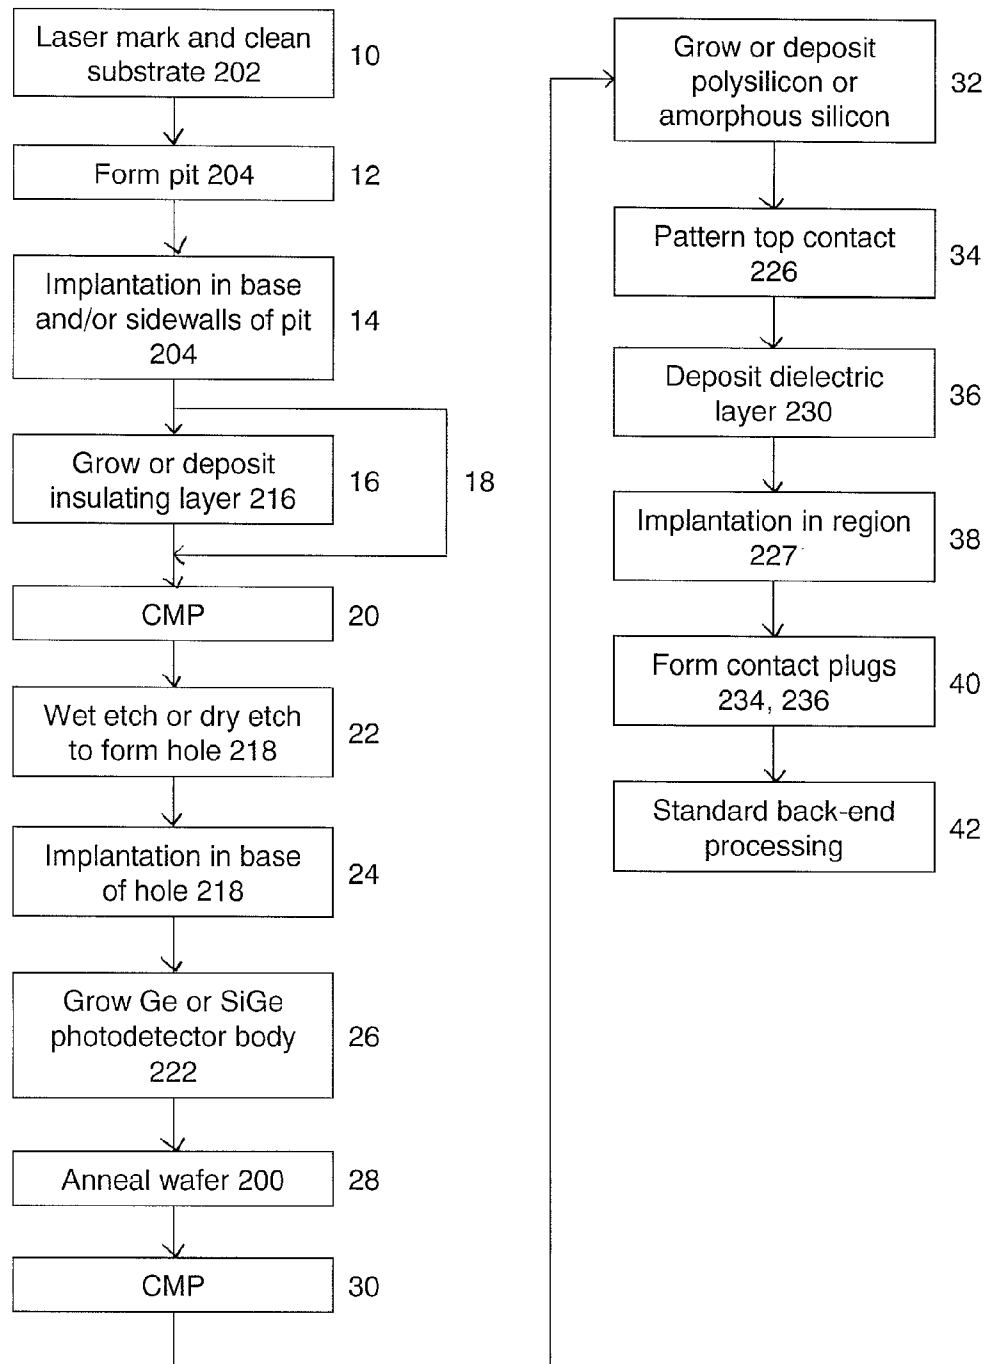 Laser mark and clean
substrate 202
10
Form pit 204
12
Implantation in base
and/or sidewalls of pit
204
14
Grow or deposit
insulating layer 216
16
18
CMP
20
Wet etch or dry etch
to form hole 218
22
Implantation in base
of hole 218
24
Grow Ge or SiGe
photodetector body
222
26
Anneal wafer 200
28
CMP
30
Grow or deposit
polysilicon or
amorphous silicon
32
Pattern top contact
226
34
Deposit dielectric
layer 230
36
Implantation in region
227
38
Form contact plugs
234, 236
40
Standard back-end
processing
42